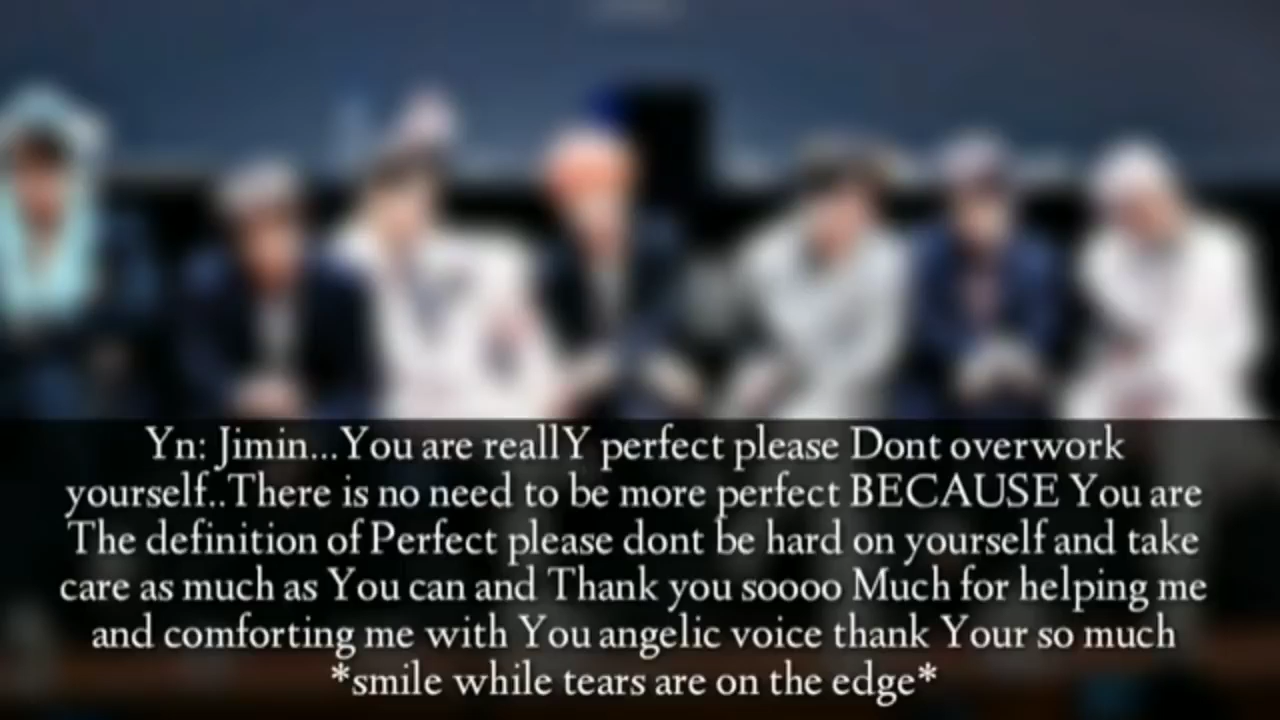 Yn: Jimin...You are reallY perfect please Dont overwork
yourself..There is no need to be more perfect BECAUSE You are
The definition of Perfect please dont be hard on yourself and take
care as much as You can and Thank you soooo Much for helping me
and comforting me with You angelic voice thank Your so much
*smile while tears are on the edge*